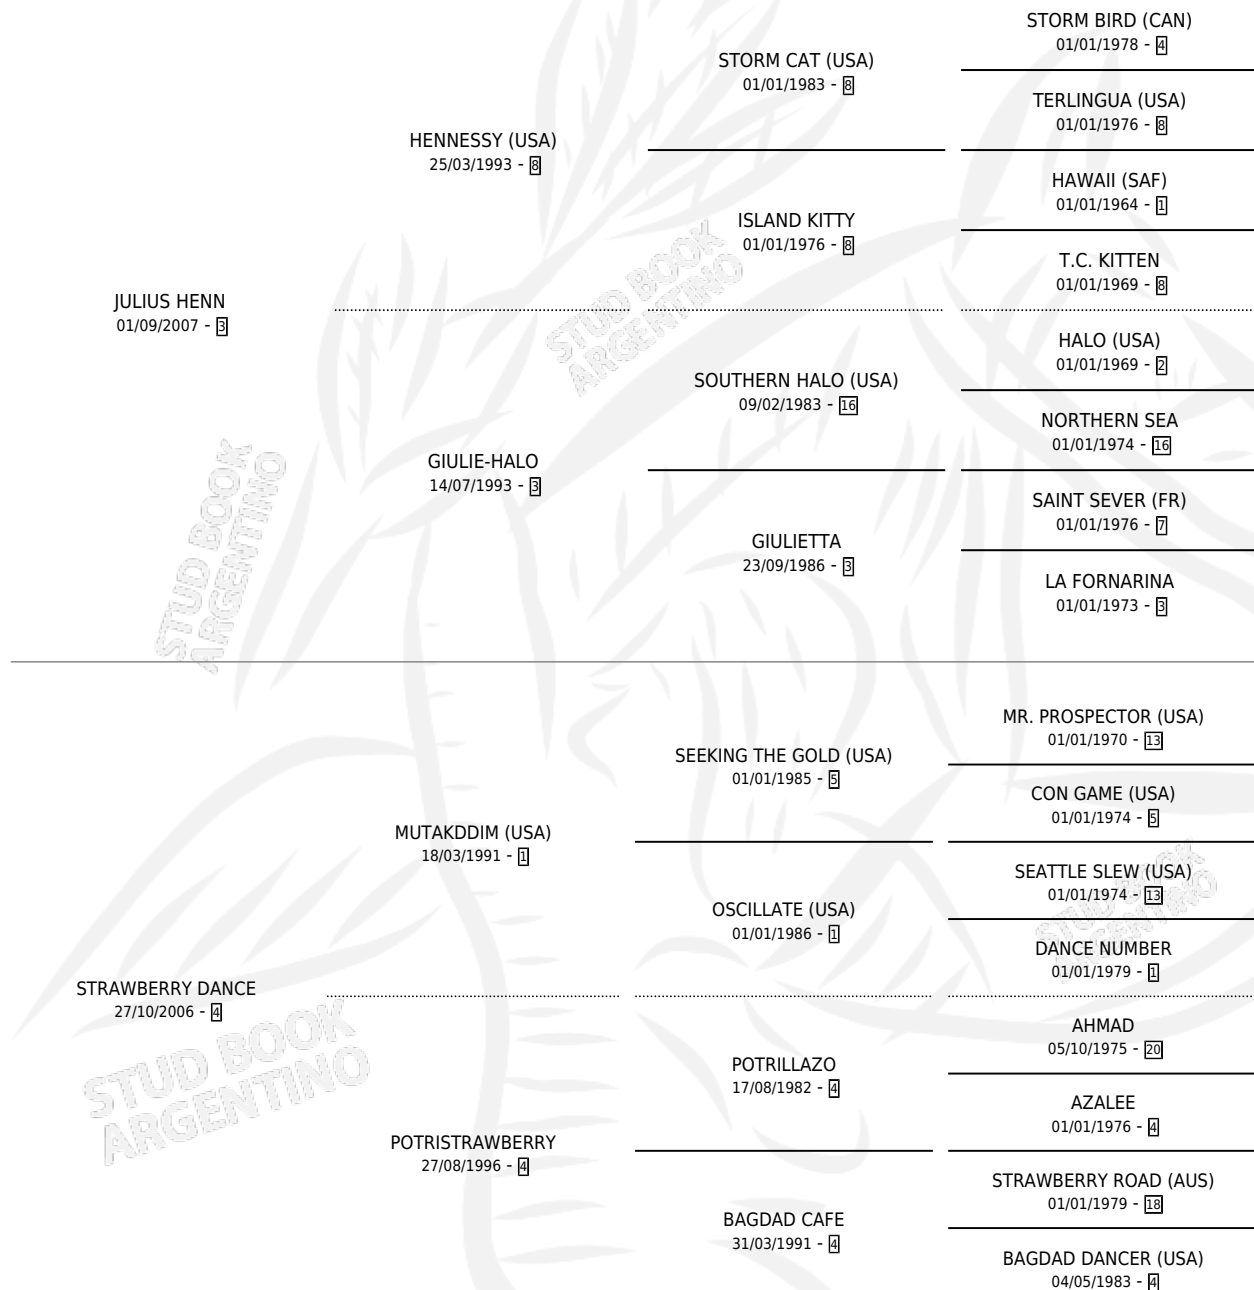 STORM BIRD (CAN)
01/01/1978 - 4
STORM CAT (USA)
01/01/1983 - 8
TERLINGUA (USA)
01/01/1976 - 8
HENNESSY (USA)
25/03/1993 - 8
HAWAII (SAF)
01/01/1964 - 1
ISLAND KITTY
01/01/1976 - 8
T.C. KITTEN
01/01/1969 - 8
JULIUS HENN
01/09/2007 - 3
HALO (USA)
01/01/1969 - 2
SOUTHERN HALO (USA)
09/02/1983 - 16
NORTHERN SEA
01/01/1974 - 16
GIULIE-HALO
14/07/1993 - 3
SAINT SEVER (FR)
01/01/1976 - 7
GIULIETTA
23/09/1986 - 3
LA FORNARINA
01/01/1973 - 3
MR. PROSPECTOR (USA)
01/01/1970 - 13
SEEKING THE GOLD (USA)
01/01/1985 - 5
CON GAME (USA)
01/01/1974 - 5
MUTAKDDIM (USA)
18/03/1991 - 1
SEATTLE SLEW (USA)
01/01/1974 - 13
OSCILLATE (USA)
01/01/1986 - 1
DANCE NUMBER
01/01/1979 - 1
STRAWBERRY DANCE
27/10/2006 - 4
AHMAD
05/10/1975 - 20
POTRILLAZO
17/08/1982 - 4
AZALEE
01/01/1976 - 4
POTRISTRAWBERRY
27/08/1996 - 4
STRAWBERRY ROAD (AUS)
01/01/1979 - 18
BAGDAD CAFE
31/03/1991 - 4
BAGDAD DANCER (USA)
04/05/1983 - 4
STUD BOOK
ARGENTINO
STUD BOOK
ARGENTINO
STUD BOOK
ARGENTINO
STUD BOOK
ARGENTINO